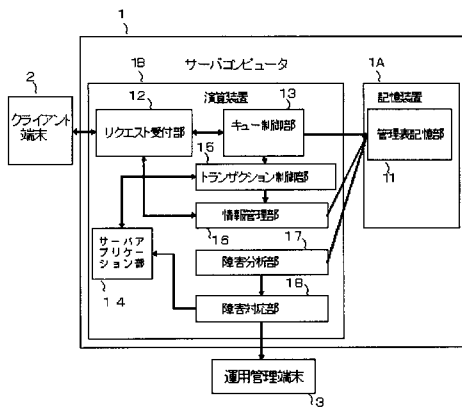 1
サーバコンピュータ
2
クライアント
端末
1B
演算装置
12
リクエスト受付部
13
キュー制御部
1A
記憶装置
管理表記憶部
11
15
トランザクション制御部
情報管理部
16
17
サーバア
プリケー
ション部
14
障害分析部
18
障害対応部
運用管理端末
3